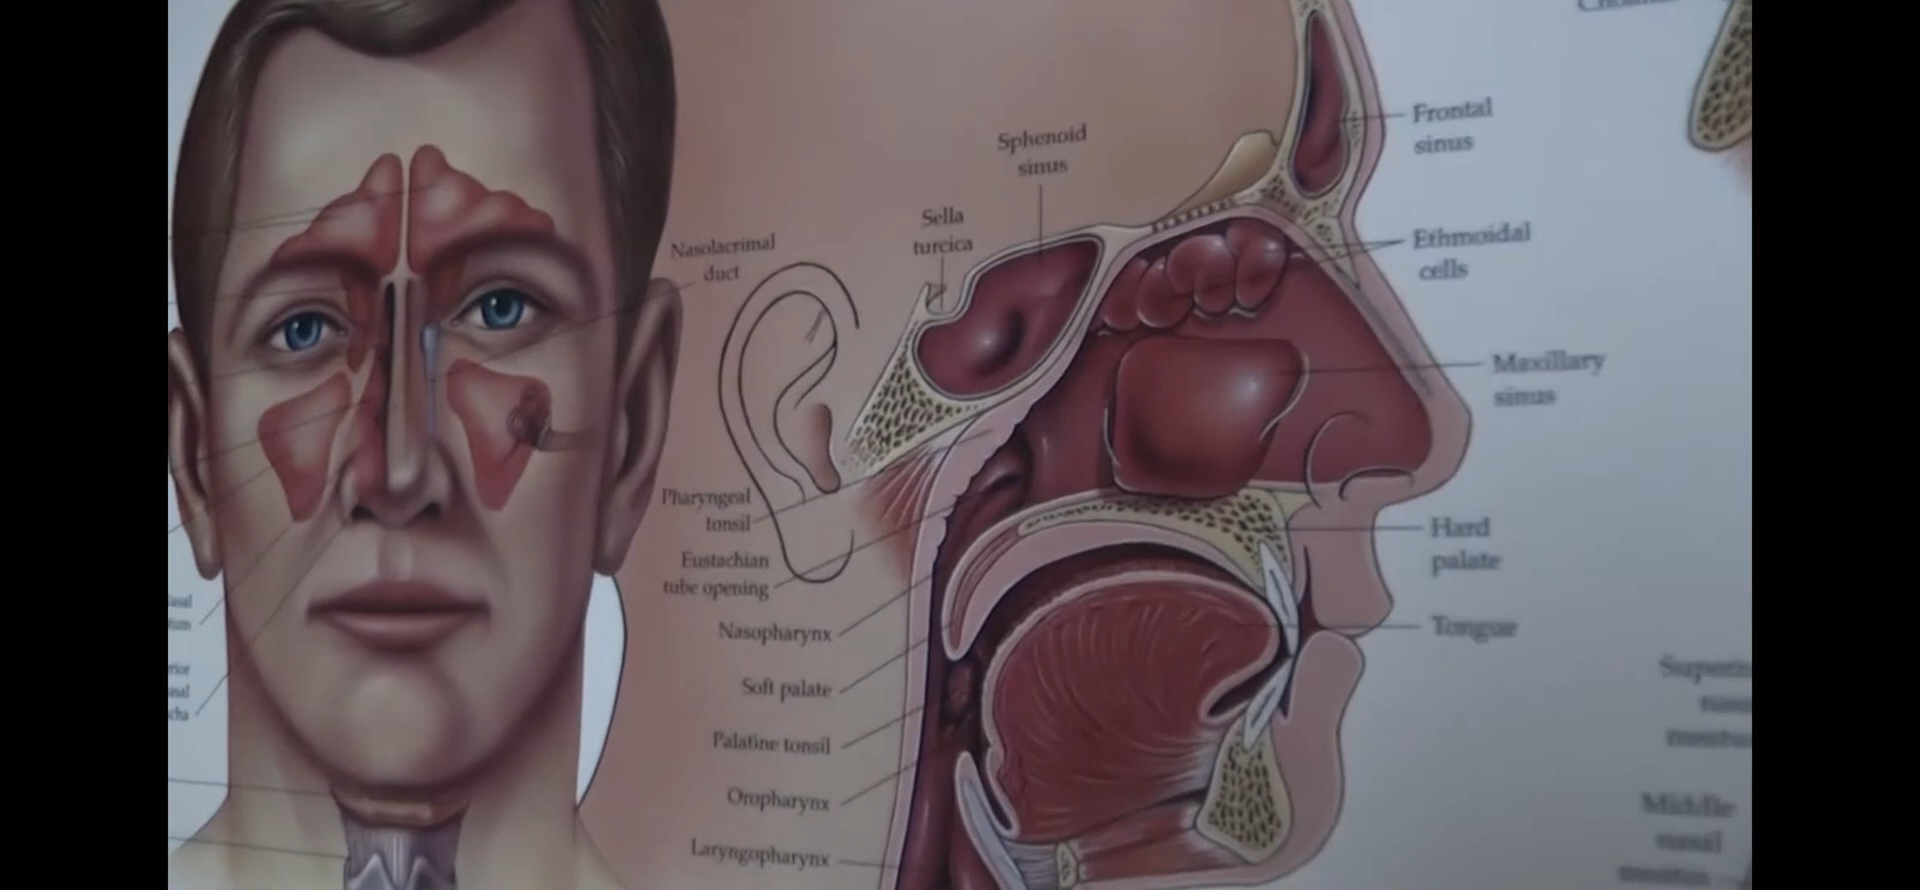 Nasolacrimal
duct
Sella
turcica
Sphenoid
sinus
Frontal
sinus
Ethmoidal
cells
Maxillary
sinus
Pharyngeal
tonsil
Eustachian
tube opening
Nasopharynx
Soft palate
Palatine tonsil
Oropharynx
Laryngopharynx
Hard
palate
Tongue
Middle
nasal